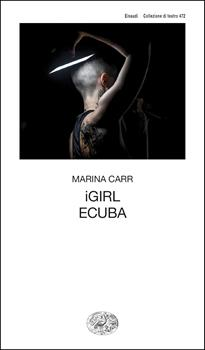 Einaudi Collezione di teatro 472
MARINA CARR
iGIRL
ECUBA